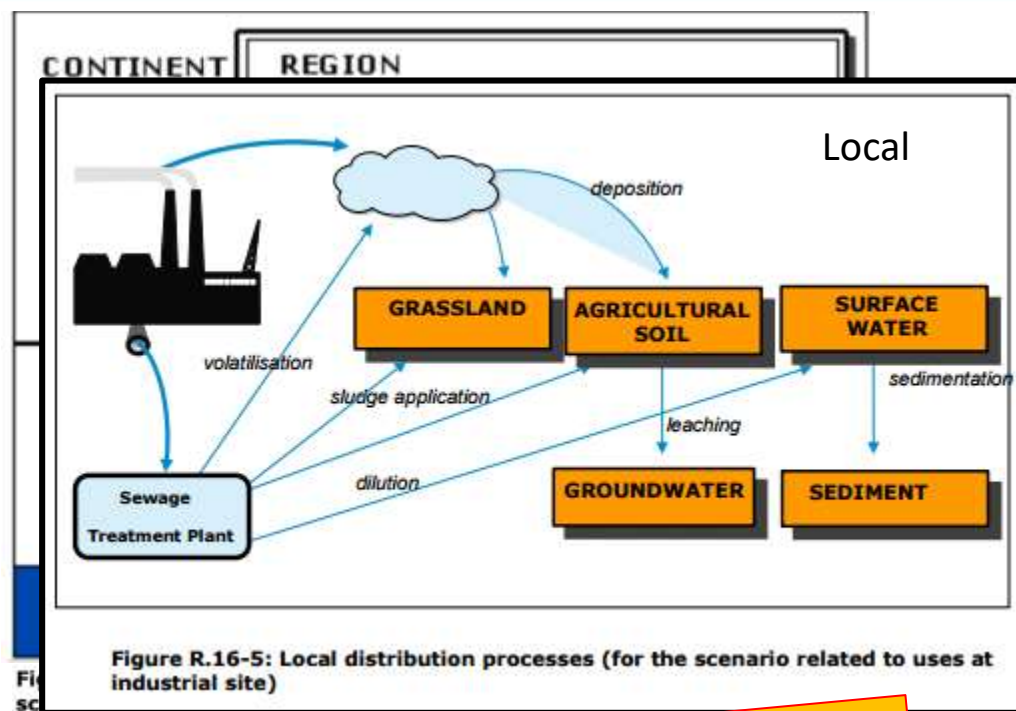 CONTINENT
REGION
Local
deposition
GRASSLAND
AGRICULTURAL
SOIL
SURFACE
WATER
volatilisation
sludge application
sedimentation
leaching
dilution
Sewage
Treatment Plant
GROUNDWATER
SEDIMENT
Figure R.16-5: Local distribution processes (for the scenario related to uses at
industrial site)